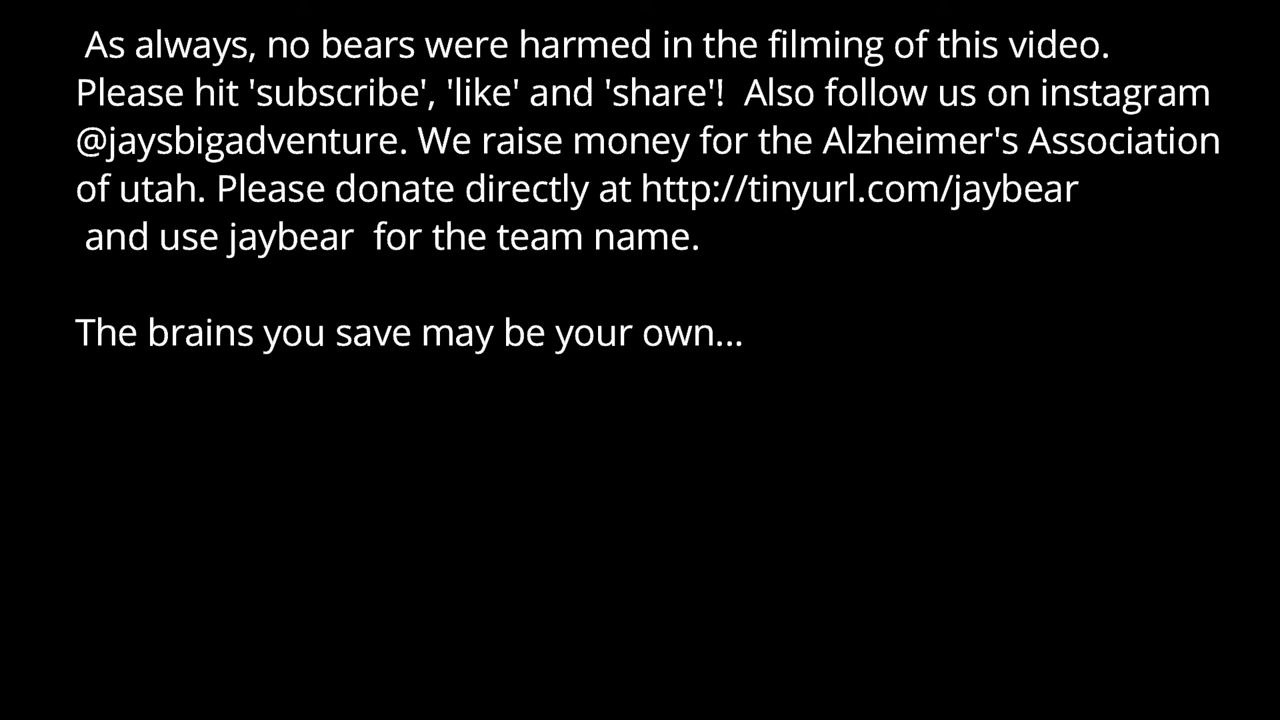 As always, no bears were harmed in the filming of this video.
Please hit 'subscribe', 'like' and 'share'!  Also follow us on instagram
@jaysbigadventure. We raise money for the Alzheimer's Association
of utah. Please donate directly at http://tinyurl.com/jaybear
and use jaybear  for the team name.
The brains you save may be your own...